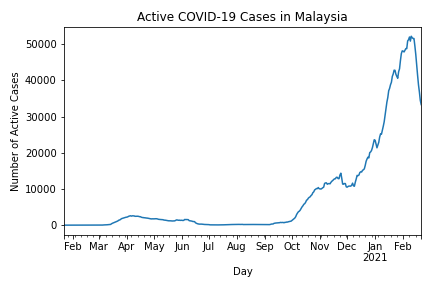 Active COVID-19 Cases in Malaysia
50000
40000
30000
20000
10000
0
Number of Active Cases
Feb Mar Apr May Jun Jul Aug Sep Oct Nov Dec Jan Feb
2021
Day